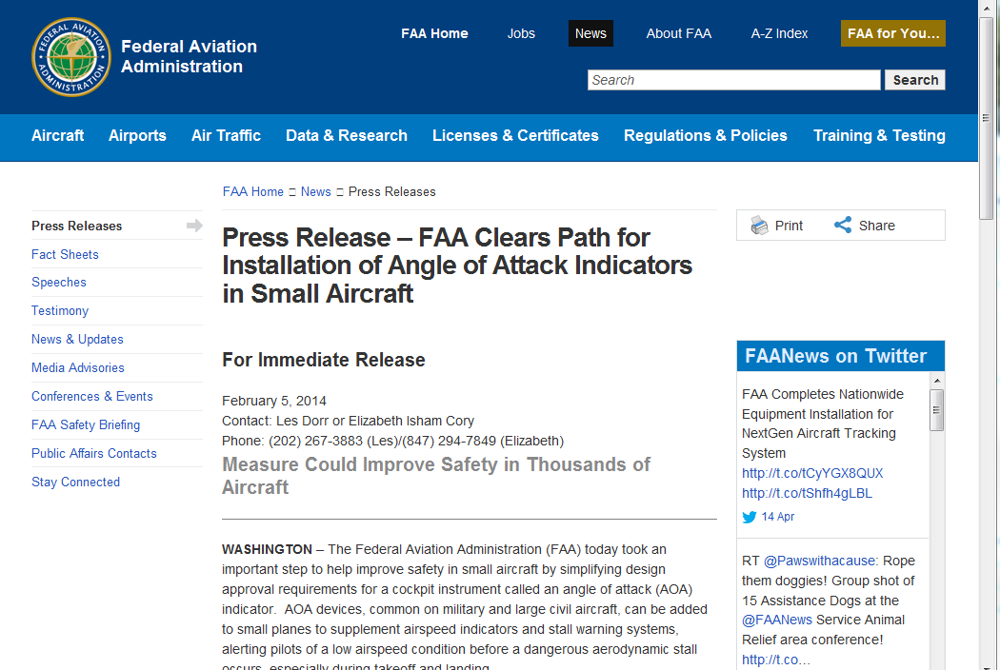 FEDERAL AVIATION
ADMINISTRATION
Federal Aviation
Administration
FAA Home Jobs News About FAA A-Z Index FAA for You...
Search Search
Aircraft Airports Air Traffic Data & Research Licenses & Certificates Regulations & Policies Training & Testing
FAA Home News Press Releases
Press Releases
Fact Sheets
Speeches
Testimony
News & Updates
Media Advisories
Conferences & Events
FAA Safety Briefing
Public Affairs Contacts
Stay Connected
Press Release – FAA Clears Path for
Installation of Angle of Attack Indicators
in Small Aircraft
For Immediate Release
February 5, 2014
Contact: Les Dorr or Elizabeth Isham Cory
Phone: (202) 267-3883 (Les)/(847) 294-7849 (Elizabeth)
Measure Could Improve Safety in Thousands of
Aircraft
WASHINGTON – The Federal Aviation Administration (FAA) today took an
important step to help improve safety in small aircraft by simplifying design
approval requirements for a cockpit instrument called an angle of attack (AOA)
indicator.  AOA devices, common on military and large civil aircraft, can be added
to small planes to supplement airspeed indicators and stall warning systems,
alerting pilots of a low airspeed condition before a dangerous aerodynamic stall
occurs, especially during takeoff and landing.
Print Share
FAANews on Twitter
FAA Completes Nationwide
Equipment Installation for
NextGen Aircraft Tracking
System
http://t.co/tCyYGX8QUX
http://t.co/tShfh4gLBL
14 Apr
RT @Pawswithacause: Rope
them doggies! Group shot of
15 Assistance Dogs at the
@FAANews Service Animal
Relief area conference!
http://t.co…